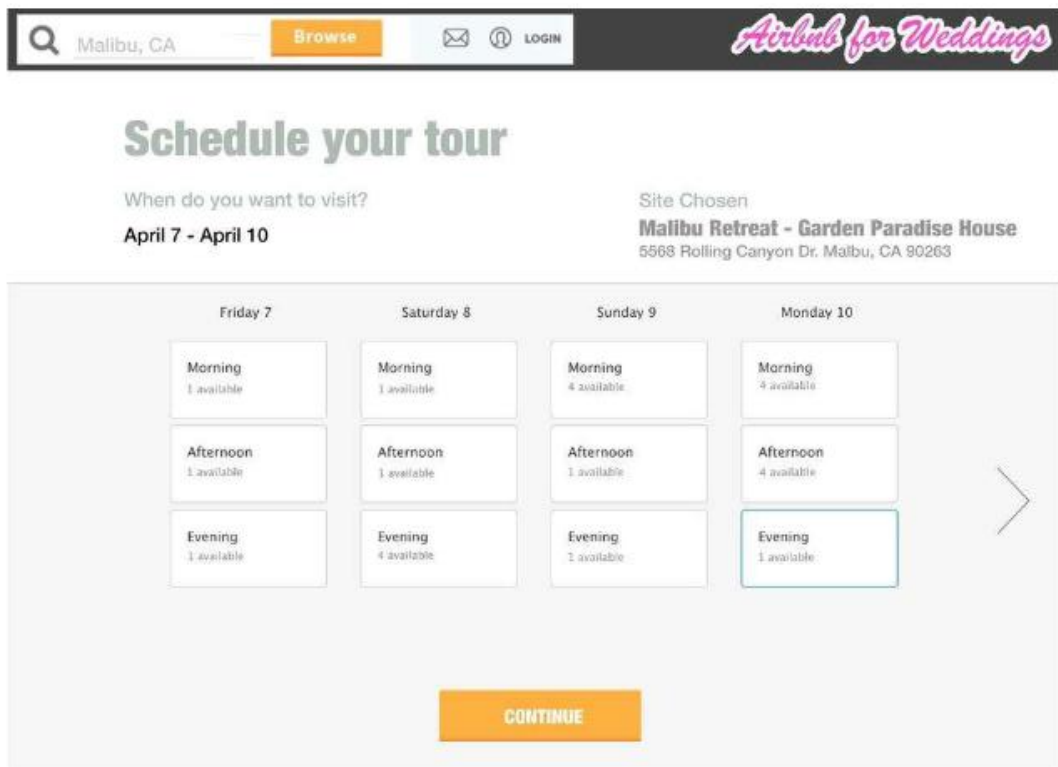 Malibu, CA
Browse
LOGIN
Airbnb for Weddings
Schedule your tour
When do you want to visit?
April 7 - April 10
Site Chosen
Malibu Retreat - Garden Paradise House
5568 Rolling Canyon Dr. Malbu, CA 90263
Friday 7
Saturday 8
Sunday 9
Monday 10
Morning
1 available
Morning
1 available
Morning
4 available
Morning
4 available
Afternoon
1 available
Afternoon
1 available
Afternoon
1 available
Afternoon
4 available
Evening
1 available
Evening
4 available
Evening
1 available
Evening
1 available
CONTINUE